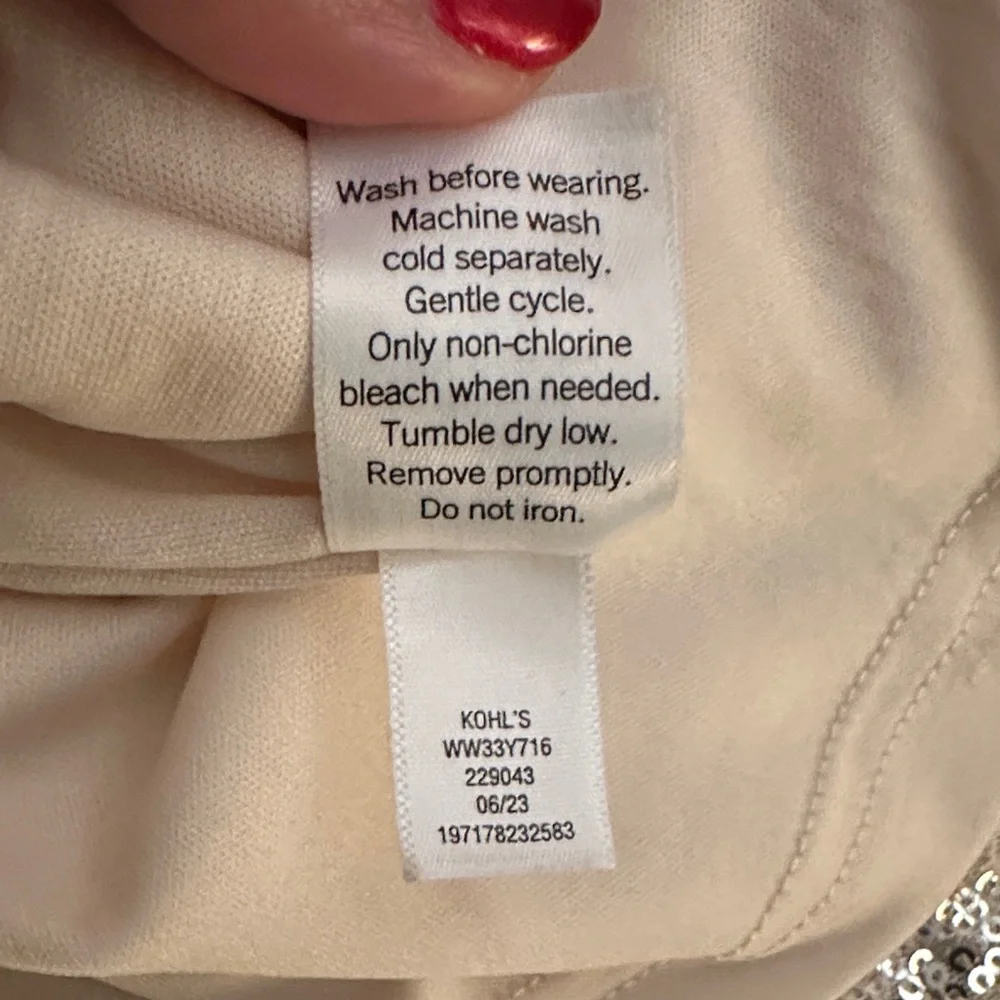 Wash before wearing.
Machine wash
cold separately.
Gentle cycle.
Only non-chlorine
bleach when needed.
Tumble dry low.
Remove promptly.
Do not iron.
KOHL'S
WW33Y716
229043
06/23
197178232583